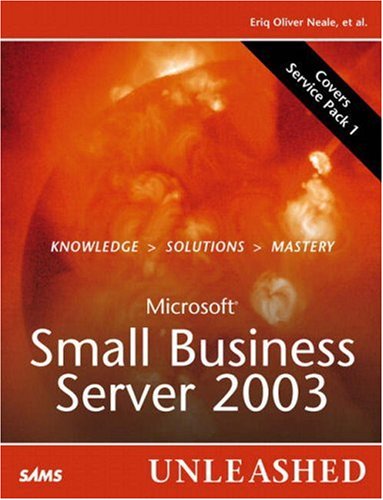 Eriq Oliver Neale, et al.
Covers
Service Pack 1
KNOWLEDGE > SOLUTIONS > MASTERY
Microsoft®
Small Business
Server 2003
SAMS
UNLEASHED